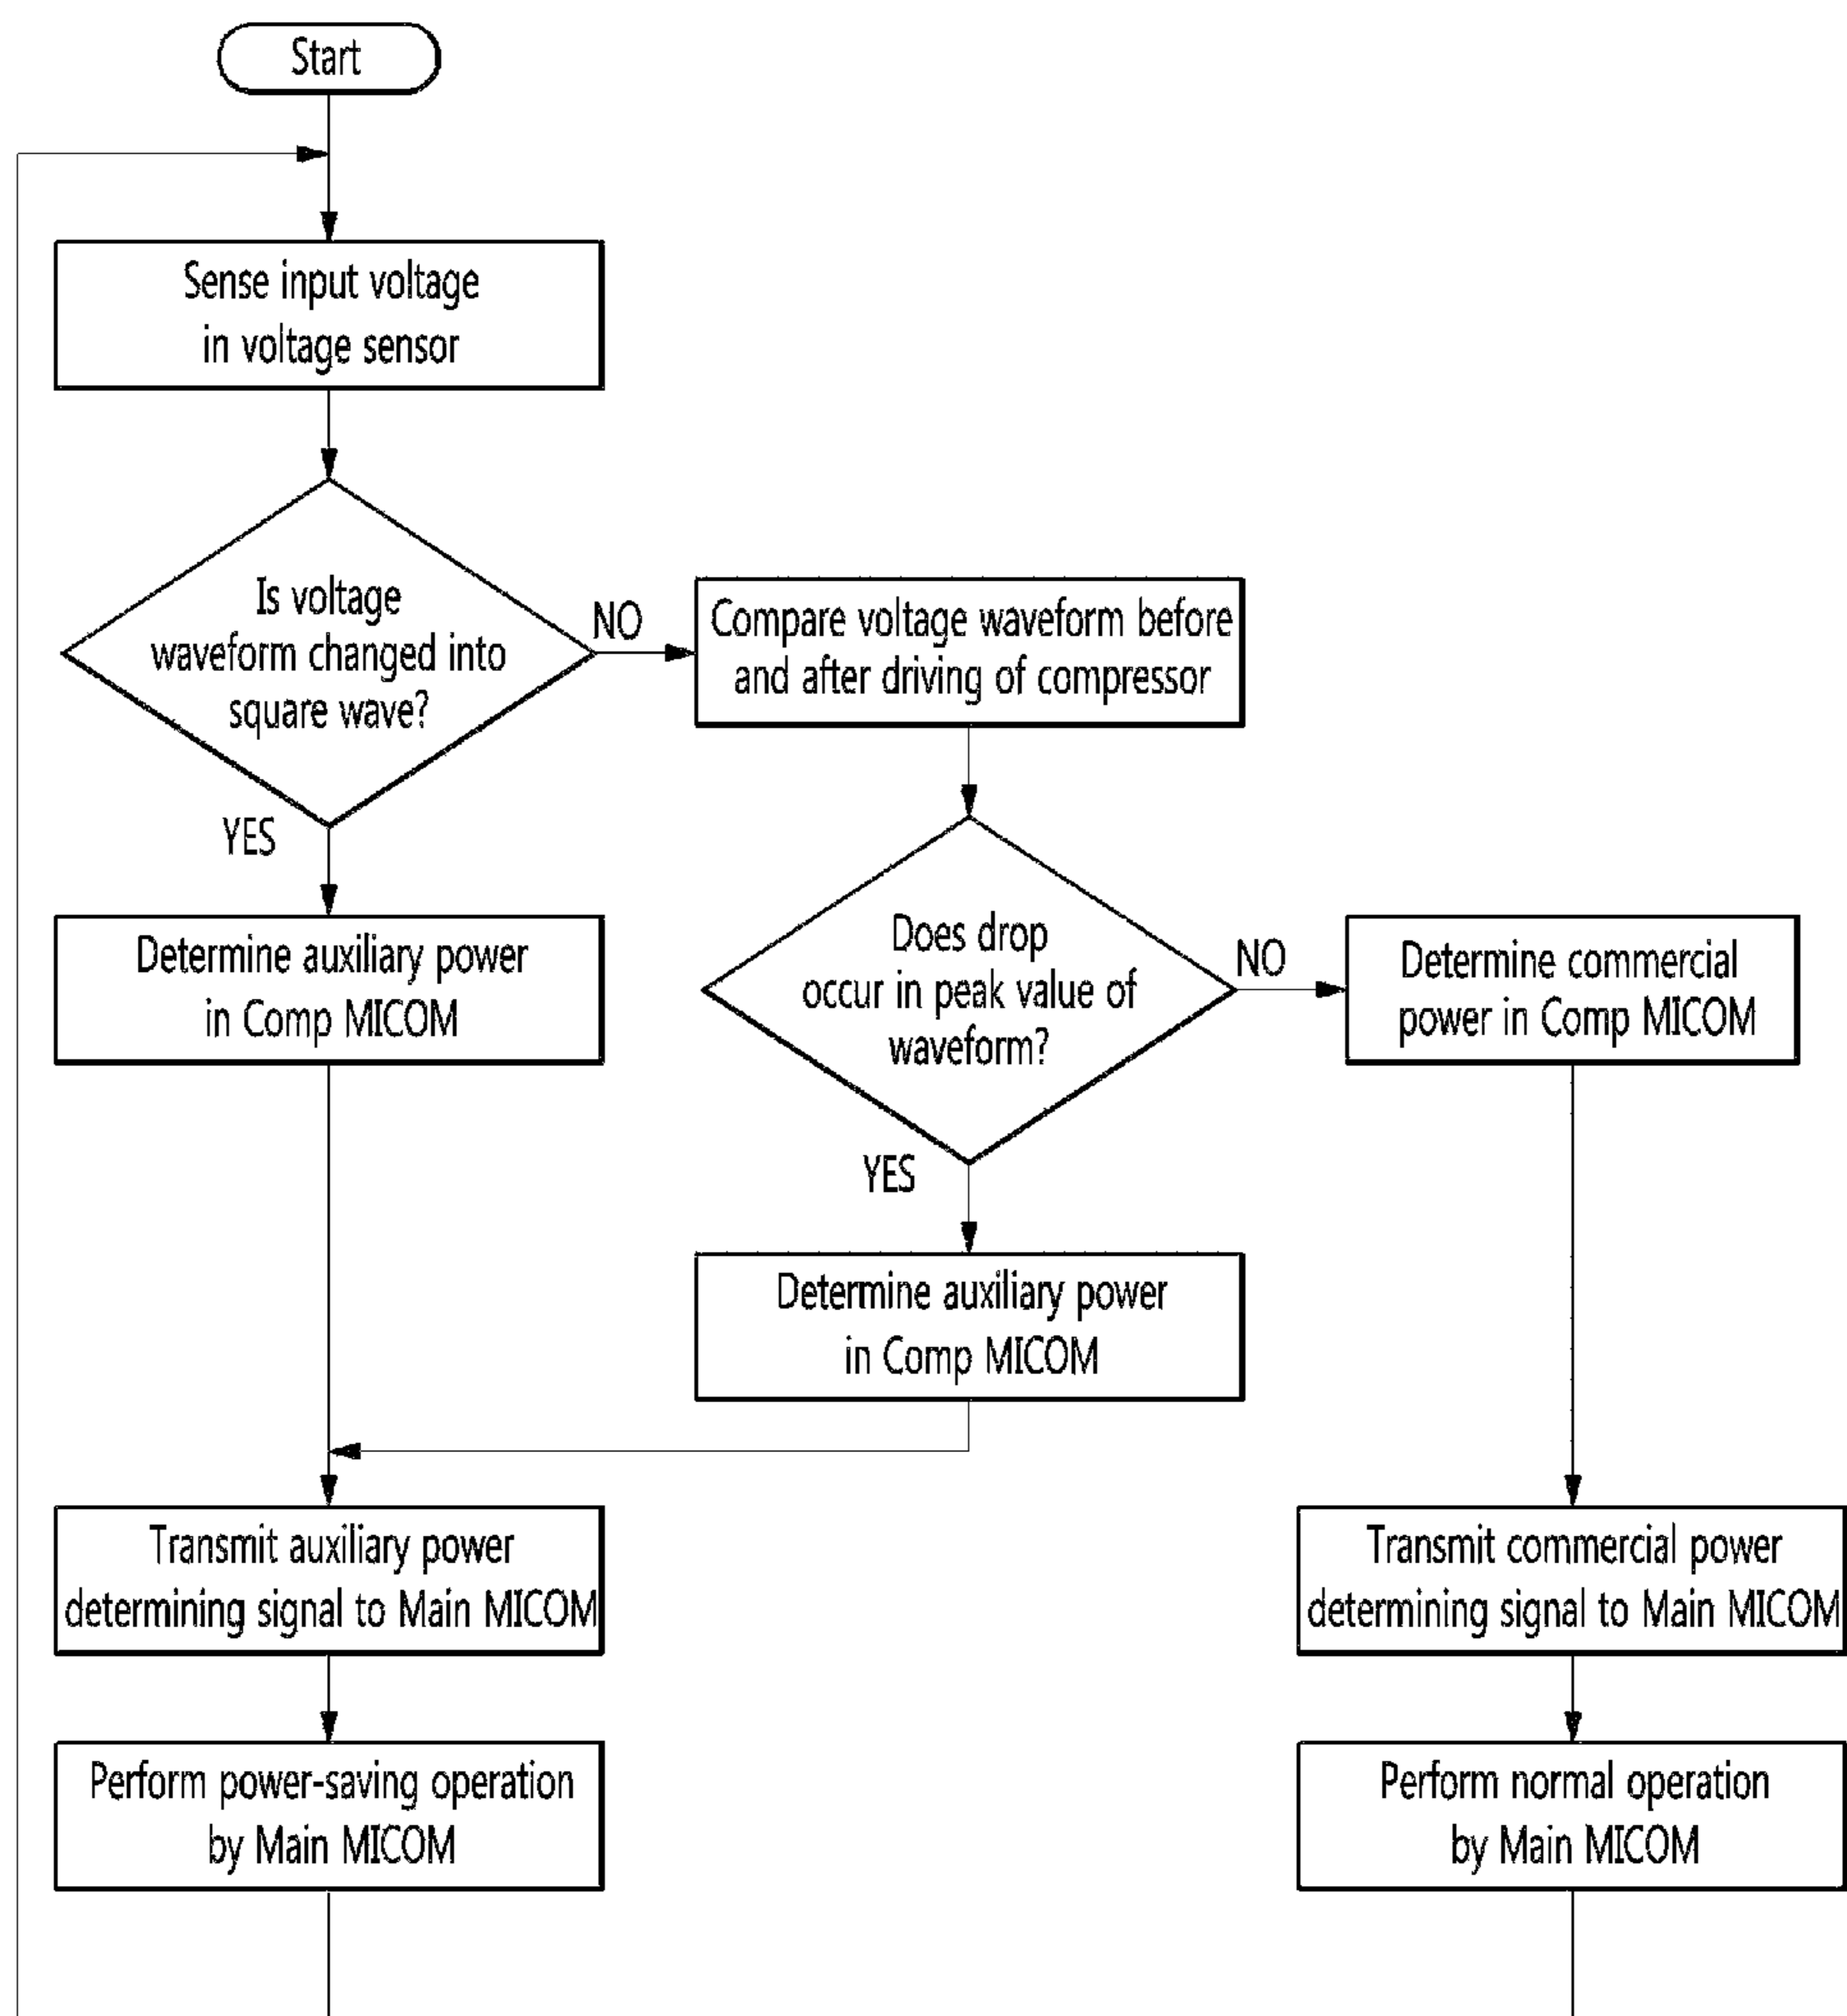 Start
Sense input voltage
in voltage sensor
Is voltage
waveform changed into
square wave?
NO
Compare voltage waveform before
and after driving of compressor
YES
Determine auxiliary power
in Comp MICOM
Does drop
occur in peak value of
waveform?
NO
Determine commercial
power in Comp MICOM
YES
Determine auxiliary power
in Comp MICOM
Transmit auxiliary power
determining signal to Main MICOM
Transmit commercial power
determining signal to Main MICOM
Perform power-saving operation
by Main MICOM
Perform normal operation
by Main MICOM